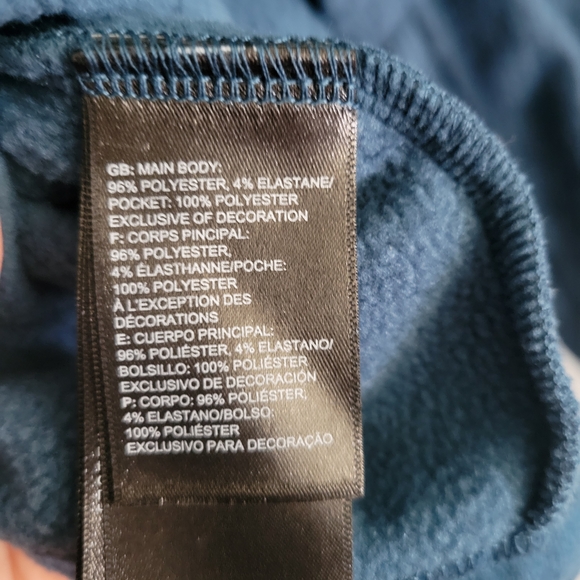 GB: MAIN BODY:
96% POLYESTER, 4% ELASTANE/
POCKET: 100% POLYESTER
EXCLUSIVE OF DECORATION
F: CORPS PINCIPAL:
96% POLYESTER,
4% ÉLASTHANNE/POCHE:
100% POLYESTER
À L'EXCEPTION DES
DÉCORATIONS
E: CUERPO PRINCIPAL:
96% POLIÉSTER, 4% ELASTANO/
BOLSILLO: 100% POLIÉSTER
EXCLUSIVO DE DECORACIÓN
P: CORPO: 96% POLIÉSTER,
4% ELASTANO/BOLSO:
100% POLIÉSTER
EXCLUSIVO PARA DECORAÇÃO